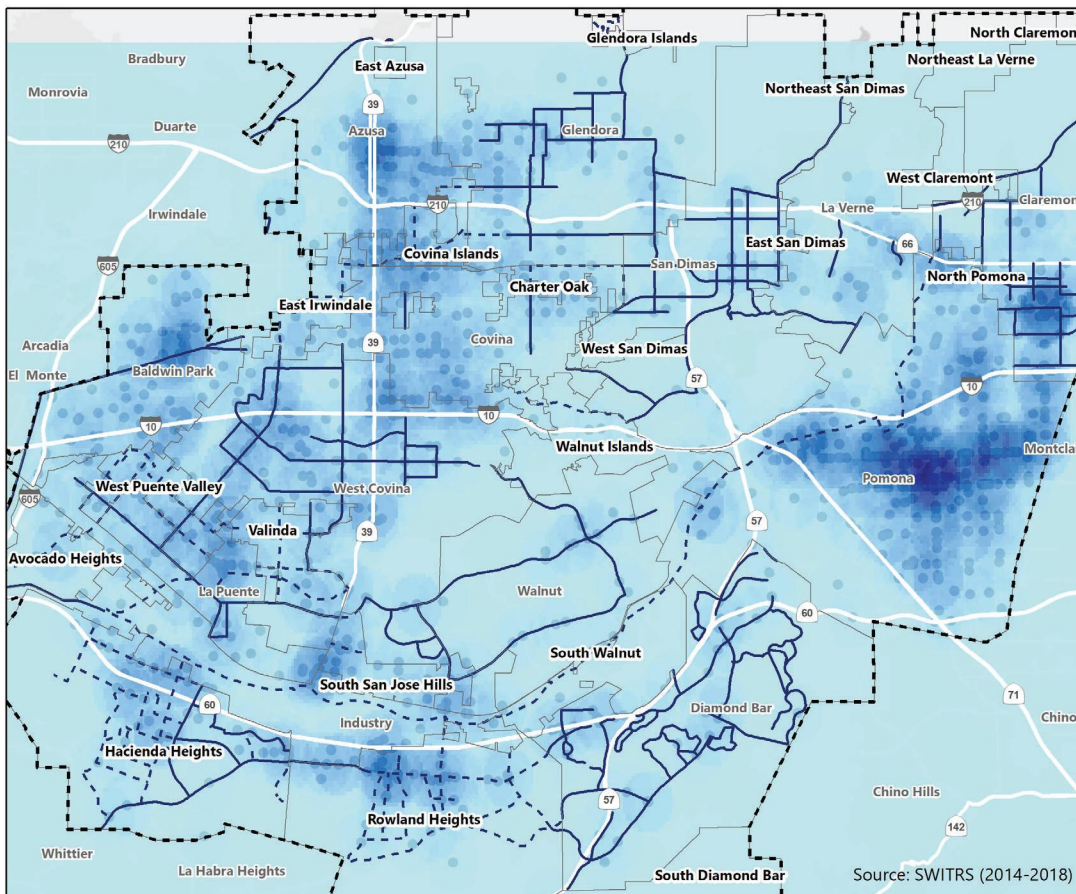 Glendora Islands
North Claremon
Bradbury
East Azusa
Northeast La Verne
Monrovia
Northeast San Dimas
39
Duarte
Azusa
Glendora
210
West Claremont
Irwindale
210
La Verne
210
Claremon
605
Covina Islands
East San Dimas
66
San Dimas
North Pomona
Charter Oak
East Irwindale
Arcadia
39
Covina
West San Dimas
El Monte
Baldwin Park
57
10
10
10
Walnut Islands
Montcla
West Puente Valley
West Covina
Pomona
605
Valinda
39
57
Avocado Heights
La Puente
Walnut
60
South Walnut
South San Jose Hills
60
Industry
Diamond Bar
71
Chino
Hacienda Heights
Rowland Heights
57
Chino Hills
142
Whittier
La Habra Heights
South Diamond Bar
Source: SWITRS (2014-2018)